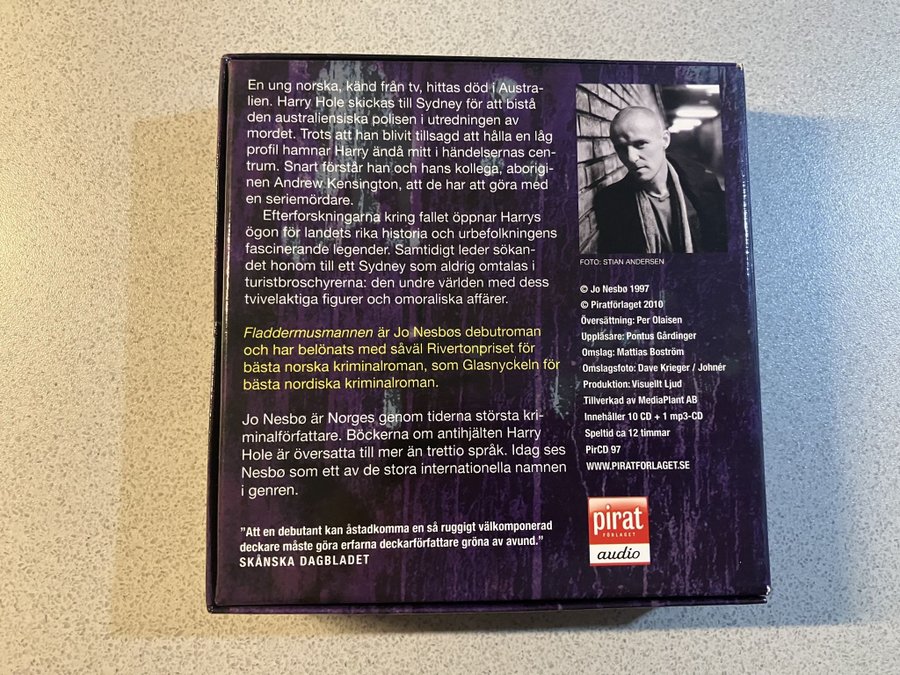 En ung norska, känd från tv, hittas död i Austra-
lien. Harry Hole skickas till Sydney för att bistå
den australiensiska polisen i utredningen av
mordet. Trots att han blivit tillsagd att hålla en låg
profil hamnar Harry ändå mitt i händelsernas cen-
trum. Snart förstår han och hans kollega, aborigi-
nen Andrew Kensington, att de har att göra med
en seriemördare.
Efterforskningarna kring fallet öppnar Harrys
ögon för landets rika historia och urbefolkningens
fascinerande legender. Samtidigt leder sökan-
det honom till ett Sydney som aldrig omtalas i
turistbroschyrerna: den undre världen med dess
tvivelaktiga figurer och omoraliska affärer.
Fladdermusmannen är Jo Nesbos debutroman
och har belönats med såväl Rivertonpriset för
bästa norska kriminalroman, som Glasnyckeln för
bästa nordiska kriminalroman.
Jo Nesbø är Norges genom tiderna största kri-
minalförfattare. Böckerna om antihjälten Harry
Hole är översatta till mer än trettio språk. Idag ses
Nesbø som ett av de stora internationella namnen
i genren.
”Att en debutant kan åstadkomma en så ruggigt välkomponerad
deckare måste göra erfarna deckarförfattare gröna av avund.”
SKÅNSKA DAGBLADET
FOTO: STIAN ANDERSEN
© Jo Nesbø 1997
© Piratförlaget 2010
Översättning: Per Olaisen
Uppläsare: Pontus Gårdinger
Omslag: Mattias Boström
Omslagsfoto: Dave Krieger / Johnér
Produktion: Visuellt Ljud
Tillverkad av MediaPlant AB
Innehåller 10 CD + 1 mp3-CD
Speltid ca 12 timmar
PirCD 97
WWW.PIRATFORLAGET.SE
pirat
FÖRLAGET
audio